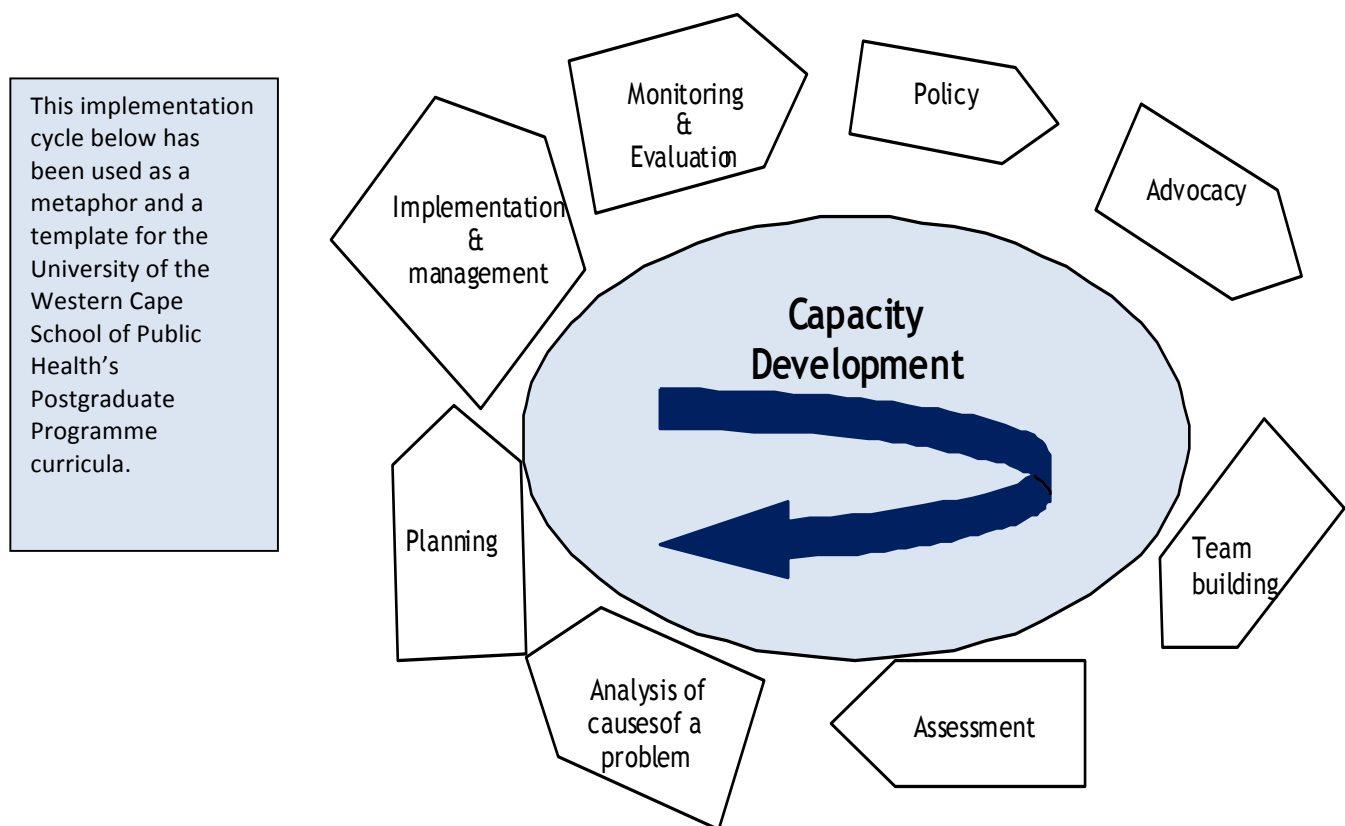 This implementation
cycle below has
been used as a
metaphor and a
template for the
University of the
Western Cape
School of Public
Health’s
Postgraduate
Programme
curricula.
Monitoring
&
Evaluation
Policy
Advocacy
Implementation
&
management
Capacity
Development
Planning
Team
building
Analysis of
causesof a
problem
Assessment